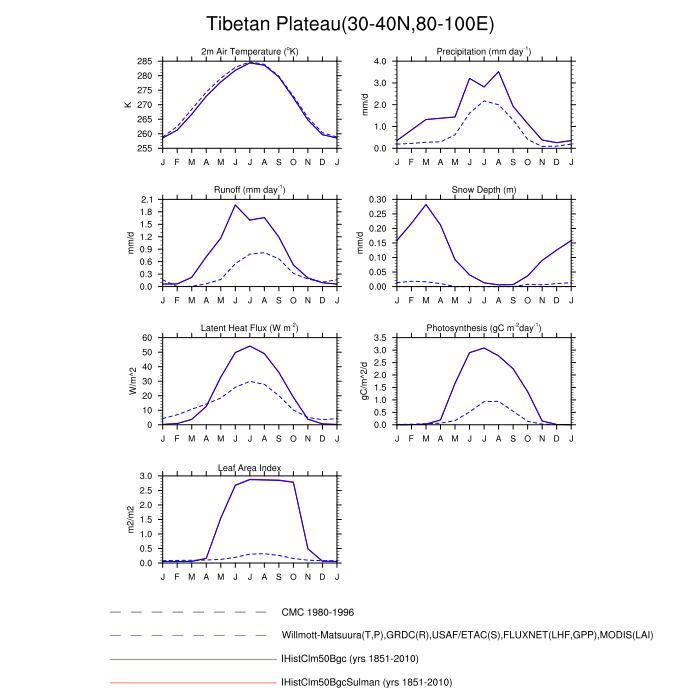 Tibetan Plateau(30-40N,80-100E)
2m Air Temperature (°K)
Precipitation (mm day⁻¹)
K
285
280
275
270
265
260
255
J F M A M J J A S O N D J
mm/d
4.0
3.0
2.0
1.0
0.0
J F M A M J J A S O N D J
Runoff (mm day⁻¹)
Snow Depth (m)
mm/d
2.1
1.8
1.5
1.2
0.9
0.6
0.3
0.0
J F M A M J J A S O N D J
mm/d
0.30
0.25
0.20
0.15
0.10
0.05
0.00
J F M A M J J A S O N D J
Latent Heat Flux (W m⁻²)
Photosynthesis (gC m⁻²day⁻¹)
W/m^2
60
50
40
30
20
10
0
J F M A M J J A S O N D J
gC/m^2/d
3.5
3.0
2.5
2.0
1.5
1.0
0.5
0.0
J F M A M J J A S O N D J
Leaf Area Index
m2/m2
3.0
2.5
2.0
1.5
1.0
0.5
0.0
J F M A M J J A S O N D J
CMC 1980-1996
Willmott-Matsuura(T,P),GRDC(R),USAF/ETAC(S),FLUXNET(LHF,GPP),MODIS(LAI)
IHistClm50Bgc (yrs 1851-2010)
IHistClm50BgcSulman (yrs 1851-2010)